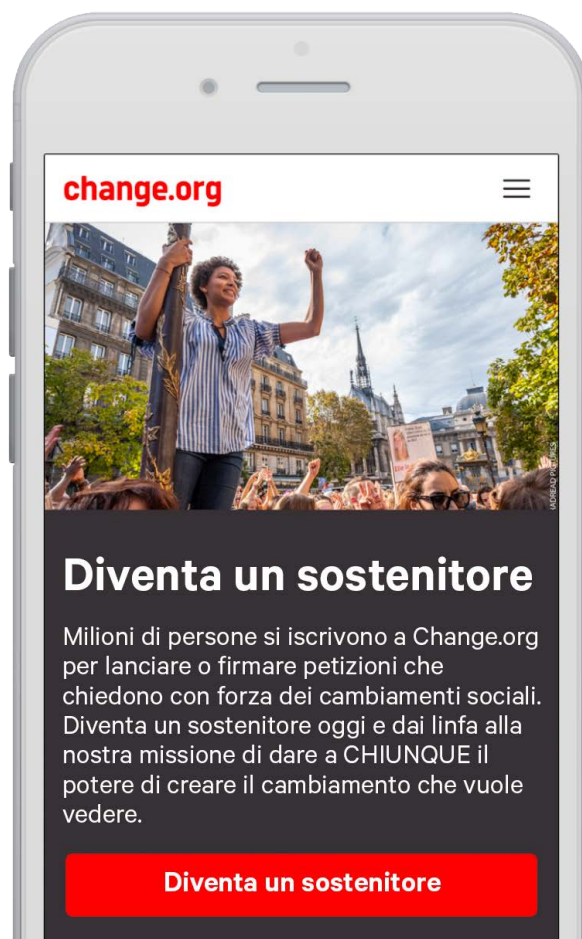 change.org
Diventa un sostenitore
Milioni di persone si iscrivono a Change.org
per lanciare o firmare petizioni che
chiedono con forza dei cambiamenti sociali.
Diventa un sostenitore oggi e dai linfa alla
nostra missione di dare a CHIUNQUE il
potere di creare il cambiamento che vuole
vedere.
Diventa un sostenitore